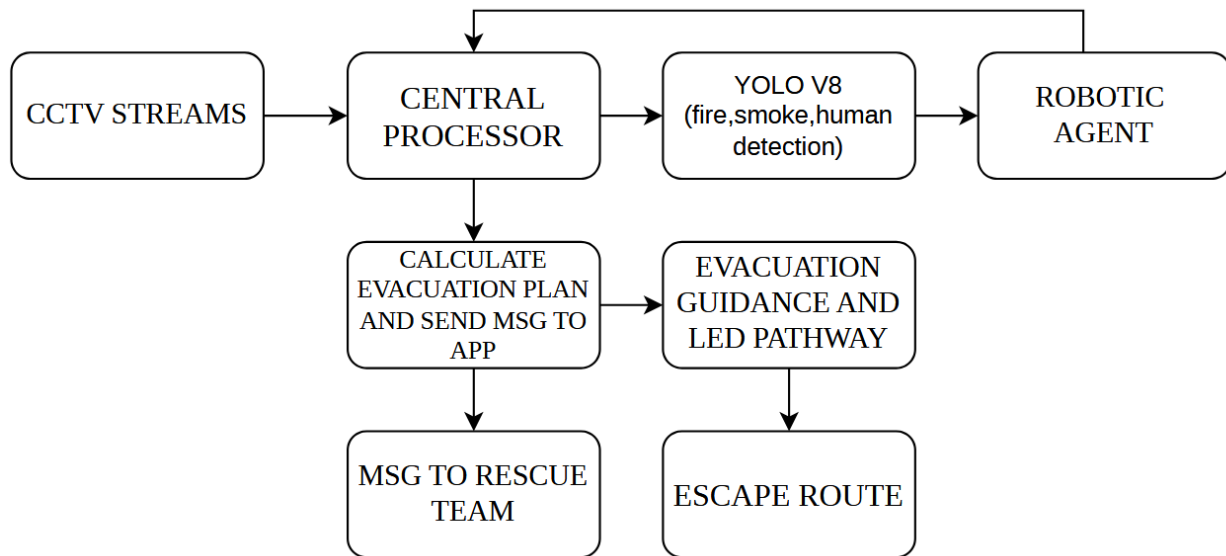 CCTV STREAMS
CENTRAL
PROCESSOR
YOLO V8
(fire,smoke,human
detection)
ROBOTIC
AGENT
CALCULATE
EVACUATION PLAN
AND SEND MSG TO
APP
EVACUATION
GUIDANCE AND
LED PATHWAY
MSG TO RESCUE
TEAM
ESCAPE ROUTE